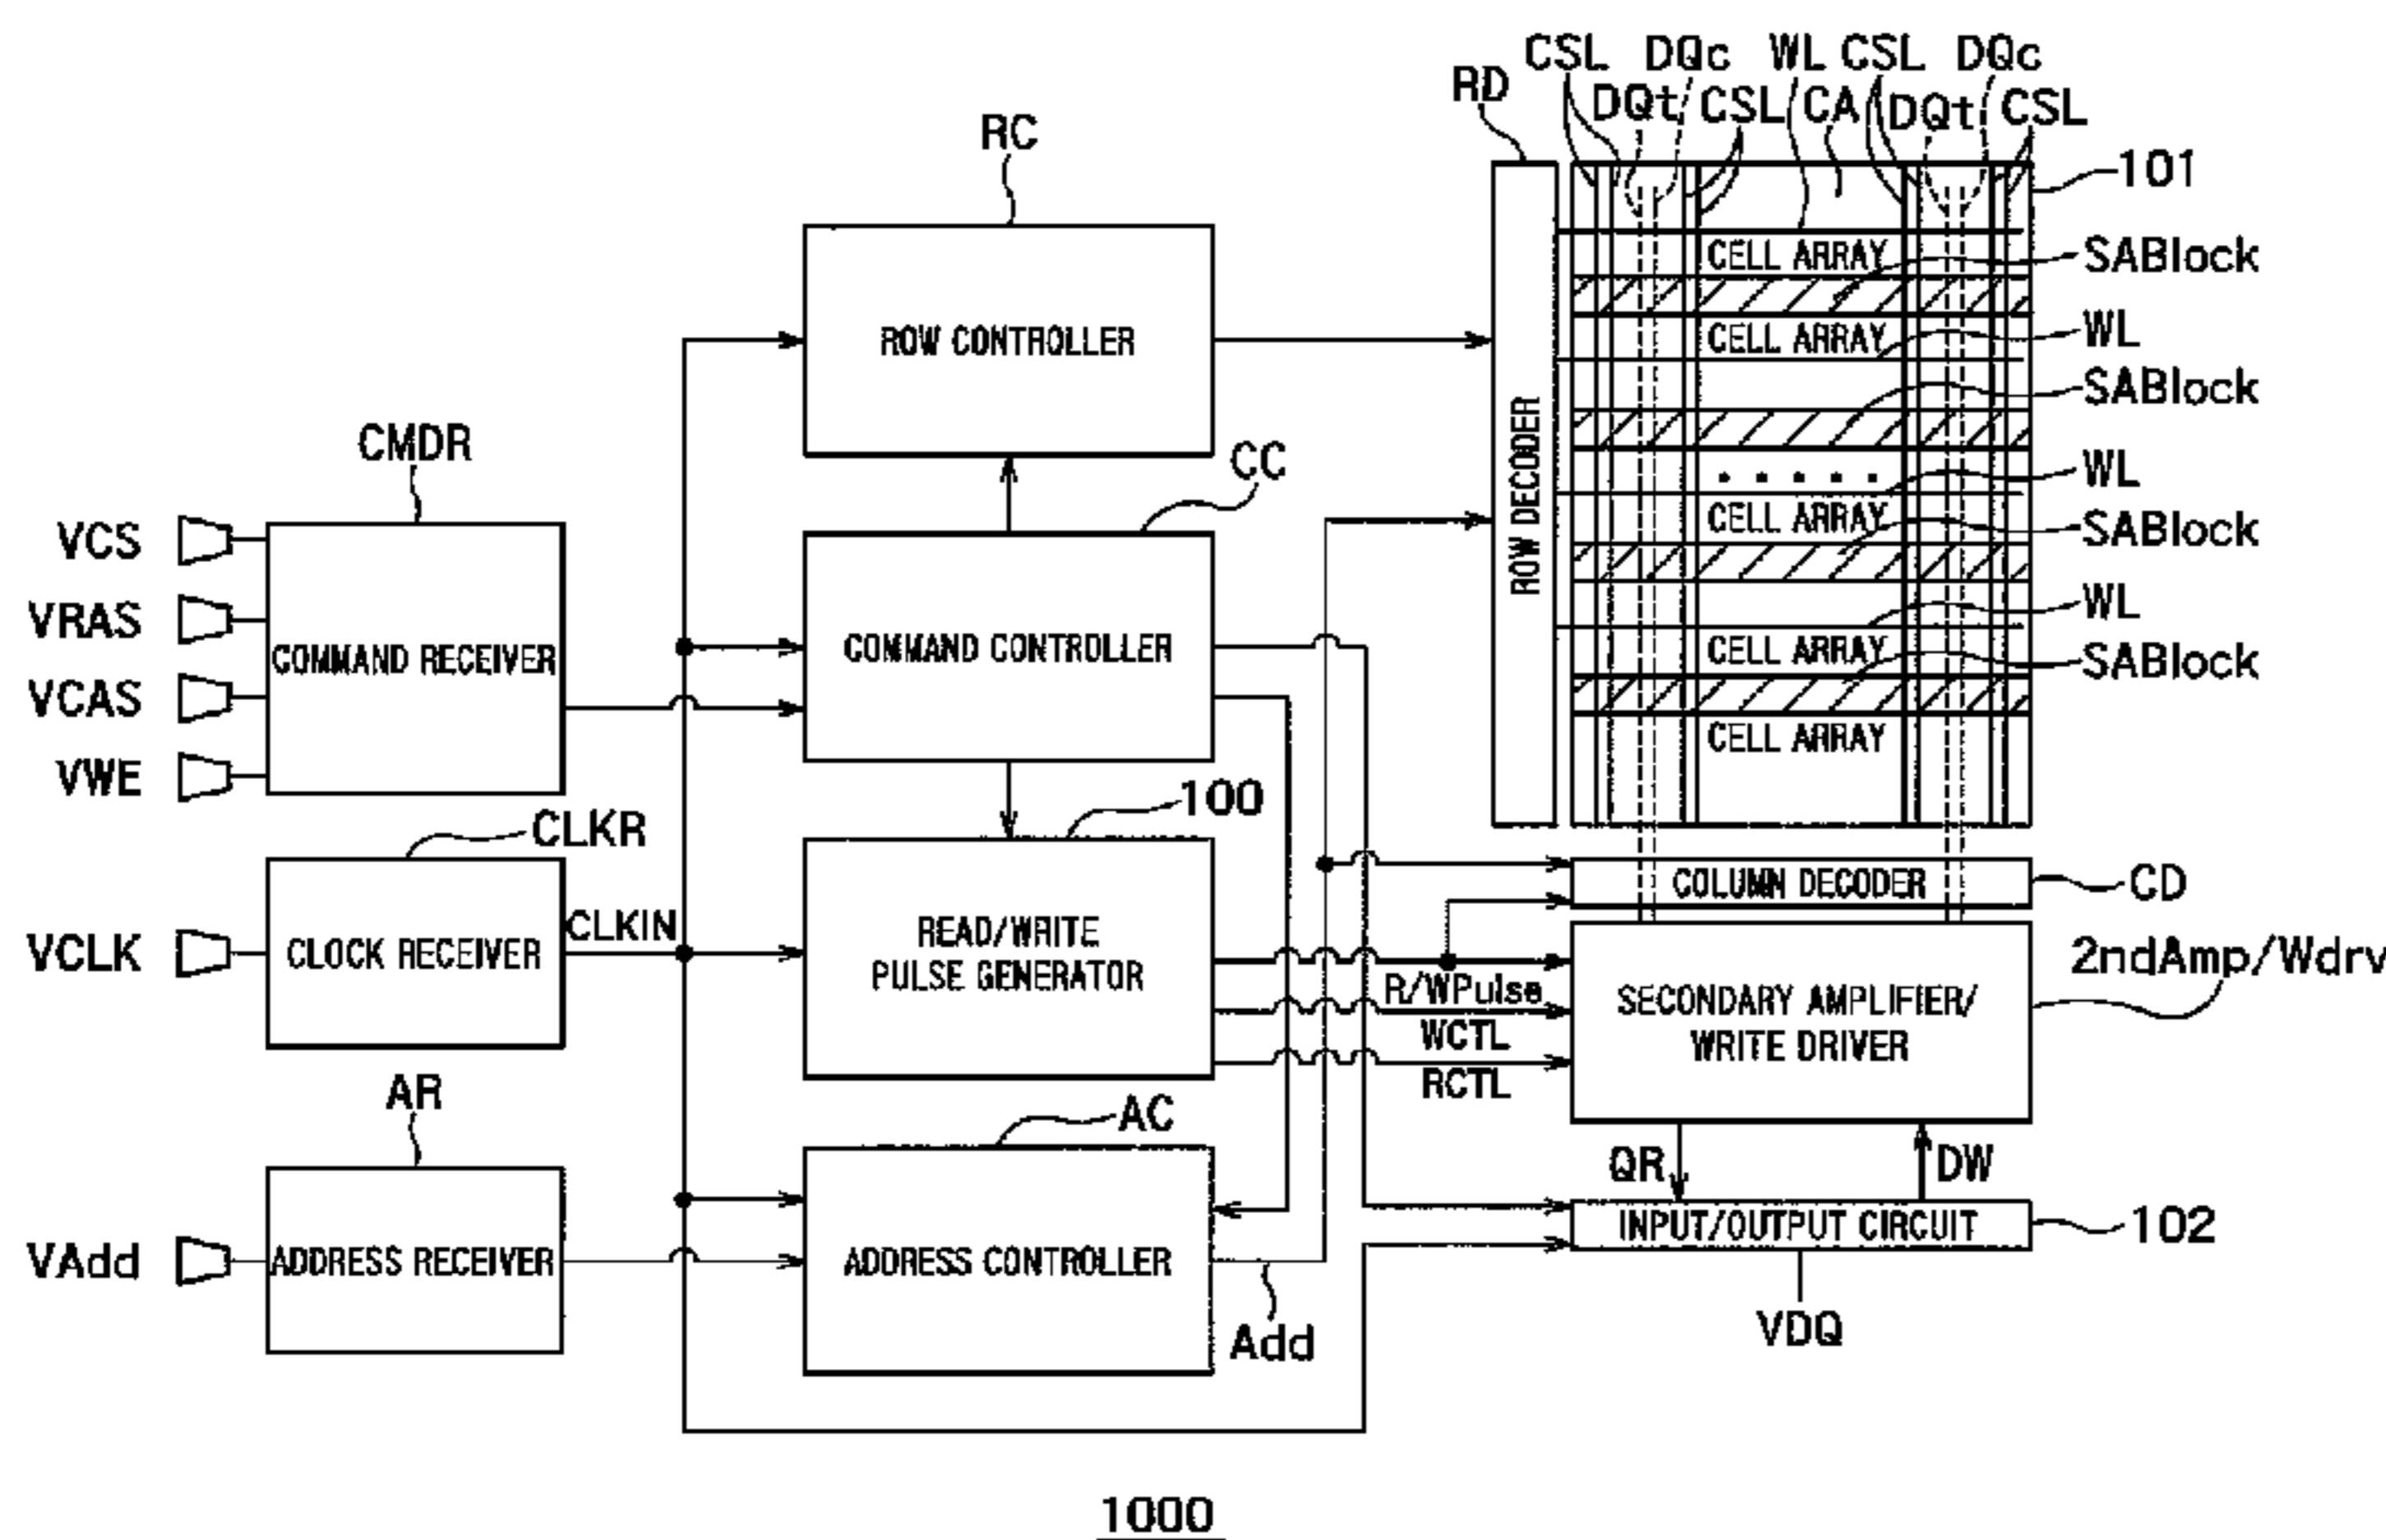 CSL DQc WL CSL DQc
RD DQt CSL CA DQt CSL
RC
101
CELL ARRAY
SABlock
ROW CONTROLLER
CELL ARRAY
WL
SABlock
ROW DECODER
CMDR
CC
WL
.....
CELL ARRAY
SABlock
VCS
VRAS
VCAS
VWE
COMMAND RECEIVER
COMMAND CONTROLLER
WL
CELL ARRAY
SABlock
CELL ARRAY
100
CLKR
COLUMN DECODER
CD
VCLK
CLOCK RECEIVER
CLKIN
READ/WRITE
PULSE GENERATOR
R/WPulse
WCTL
RCTL
SECONDARY AMPLIFIER/
WRITE DRIVER
2ndAmp/Wdrv
AR
AC
QR
DW
VAdd
ADDRESS RECEIVER
ADDRESS CONTROLLER
Add
INPUT/OUTPUT CIRCUIT
102
VDQ
1000